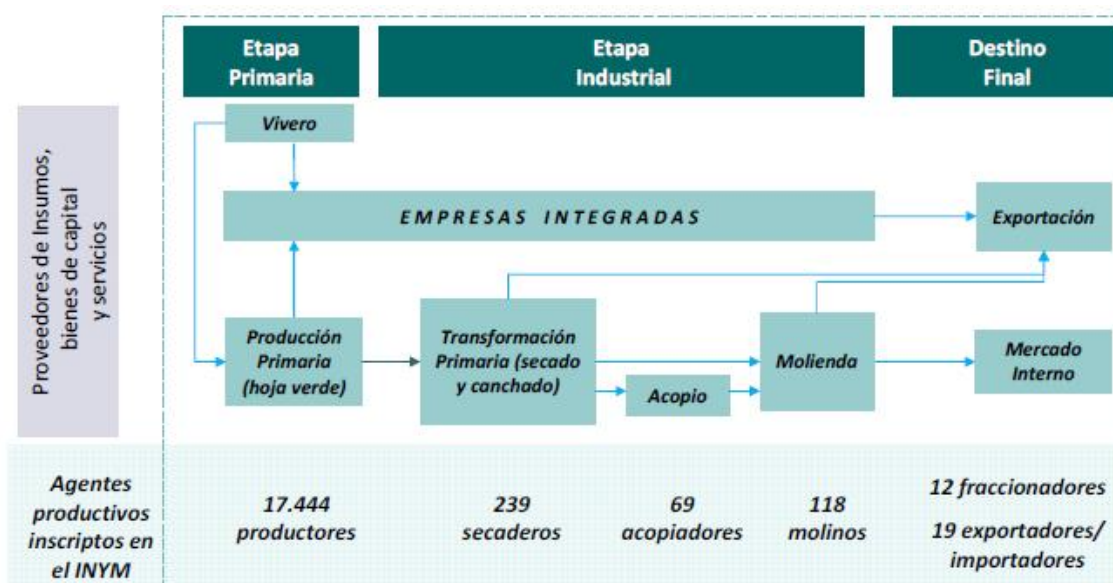 Etapa
Primaria
Etapa
Industrial
Destino
Final
Proveedores de Insumos,
bienes de capital
y servicios
Vivero
EMPRESAS INTEGRADAS
Exportación
Producción
Primaria
(hoja verde)
Transformación
Primaria (secado
y canchado)
Acopio
Molienda
Mercado
Interno
Agentes
productivos
inscriptos en
el INYM
17.444
productores
239
secaderos
69
acopiadores
118
molinos
12 fraccionadores
19 exportadores/
importadores